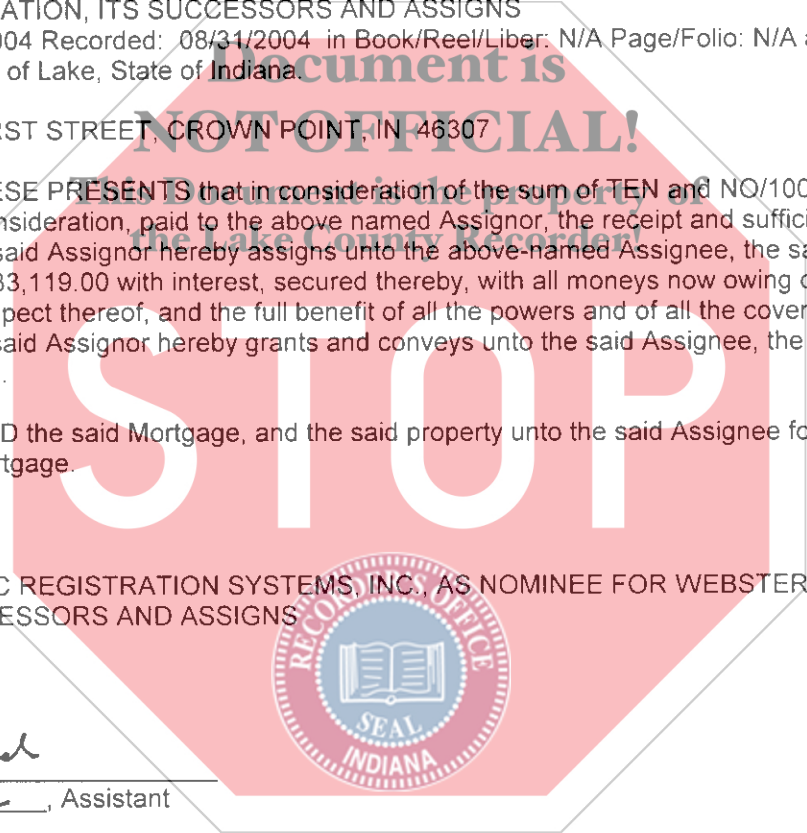 ATION, ITS SUCCESSORS AND ASSIGNS
004 Recorded: 08/31/2004 in Book/Reel/Liber: N/A Page/Folio: N/A
of Lake, State of Indiana.
Document is
RST STREET, CROWN POINT, IN 46307
NOT OFFICIAL!
ESE PRESENTS that in consideration of the sum of TEN and NO/100
This Document is the property of
nsideration, paid to the above named Assignor, the receipt and suffici
the Lake County Recorder!
said Assignor hereby assigns unto the above-named Assignee, the sa
33,119.00 with interest, secured thereby, with all moneys now owing
pect thereof, and the full benefit of all the powers and of all the cover
said Assignor hereby grants and conveys unto the said Assignee, the
.
STOP
D the said Mortgage, and the said property unto the said Assignee fo
rtgage.
C REGISTRATION SYSTEMS, INC., AS NOMINEE FOR WEBSTER
ESSORS AND ASSIGNS
RECORDER'S OFFICE
SEAL
INDIANA
, Assistant